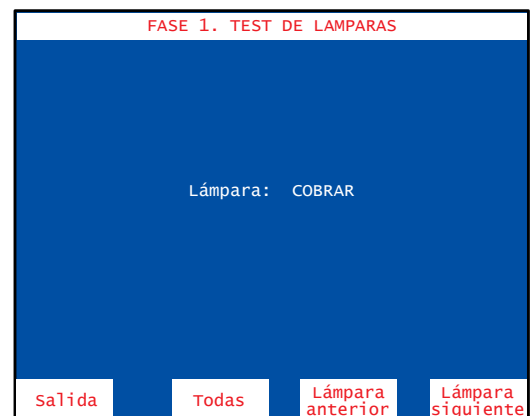 FASE 1. TEST DE LAMPARAS
Lámpara: COBRAR
Salida
Todas
Lámpara
anterior
Lámpara
siguiente